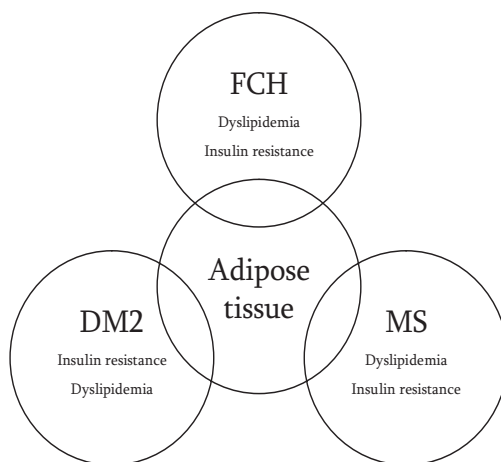 FCH
Dyslipidemia
Insulin resistance
Adipose
tissue
DM2
Insulin resistance
Dyslipidemia
MS
Dyslipidemia
Insulin resistance